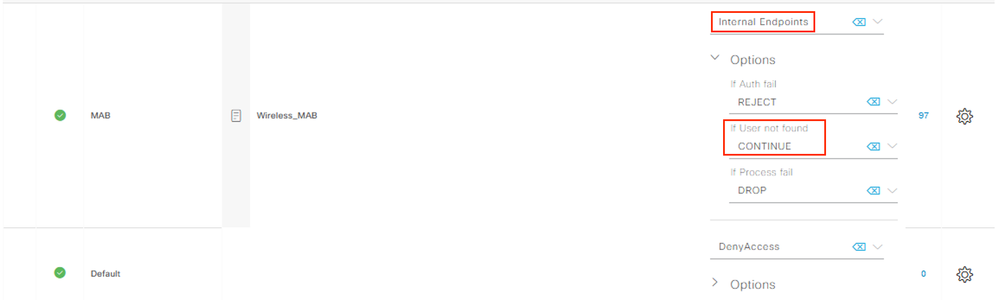 Internal Endpoints
Options
If Auth fail
REJECT
MAB
Wireless_MAB
97
If User not found
CONTINUE
If Process fail
DROP
DenyAccess
Default
0
Options